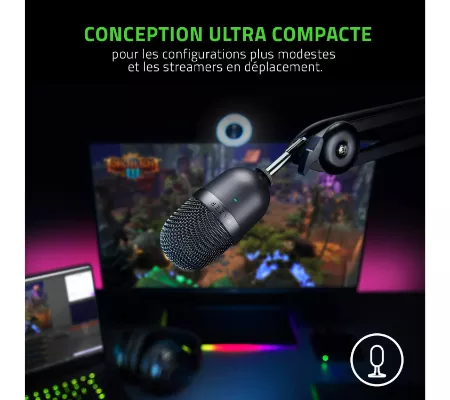 CONCEPTION ULTRA COMPACTE
pour les configurations plus modestes
et les streamers en déplacement.